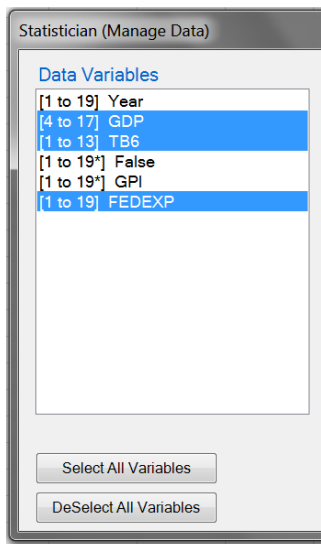 Statistician (Manage Data)
Data Variables
[1 to 19] Year
[4 to 17] GDP
[1 to 13] TB6
[1 to 19*] False
[1 to 19*] GPI
[1 to 19] FEDEXP
Select All Variables
DeSelect All Variables